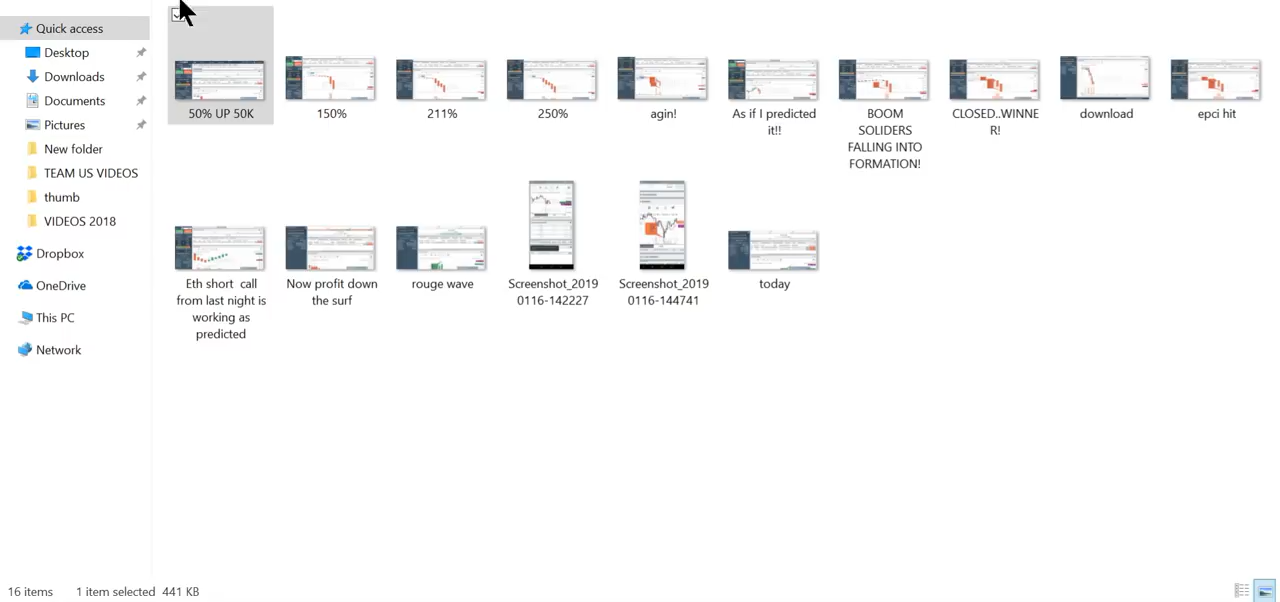 Quick access
Desktop
Downloads
Documents
Pictures
New folder
TEAM US VIDEOS
thumb
VIDEOS 2018
Dropbox
OneDrive
This PC
Network
50% UP 50K
150%
211%
250%
agin!
As if I predicted
it!!
BOOM
SOLIDERS
FALLING INTO
FORMATION!
CLOSED..WINNE
R!
download
epci hit
Eth short call
from last night is
working as
predicted
Now profit down
the surf
rouge wave
Screenshot_2019
0116-142227
Screenshot_2019
0116-144741
today
16 items 1 item selected 441 KB